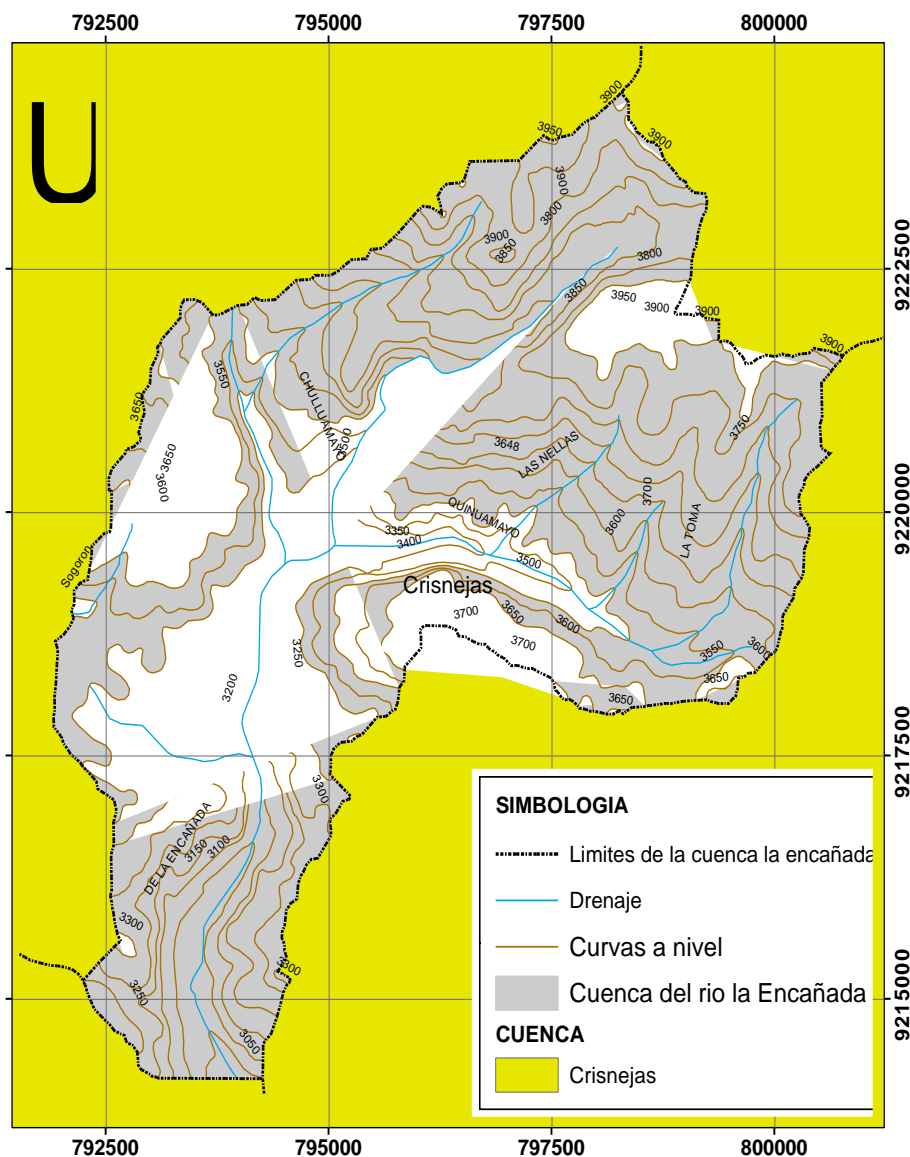 792500 795000 797500 800000
U
3900
3950
3900
3900
3900
3800
3900
3850
3800
3850
3950
3900
3900
3900
9222500
3550
CHULLUAMAYO
3500
3650
3650
3600
3750
3648
LAS NELLAS
3700
LA TOMA
3600
QUINUAMAYO
3350
3400
3500
9220000
Sogoron
Crisnejas
3700
3650
3600
3700
3550
3600
3650
3650
3250
3200
9217500
3300
DE LA ENCAÑADA
3150
3100
3300
3300
3250
3050
9215000
SIMBOLOGIA
Limites de la cuenca la encañada
Drenaje
Curvas a nivel
Cuenca del rio la Encañada
CUENCA
Crisnejas
792500 795000 797500 800000